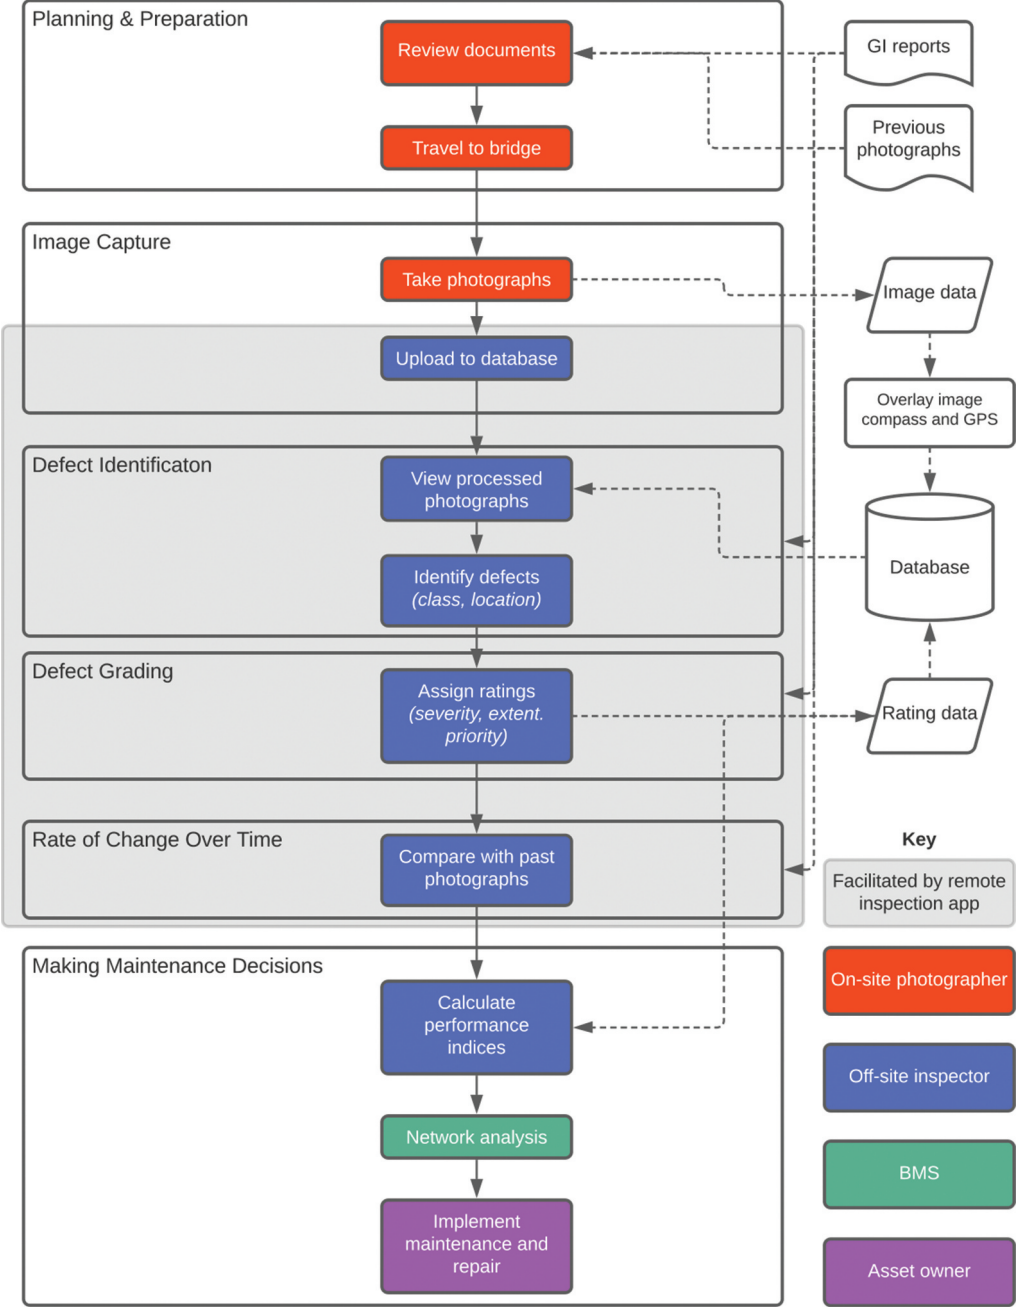 Planning & Preparation
Review documents
Travel to bridge
GI reports
Previous
photographs
Image Capture
Take photographs
Upload to database
Image data
Overlay image
compass and GPS
Defect Identificaton
View processed
photographs
Identify defects
(class, location)
Database
Defect Grading
Assign ratings
(severity, extent.
priority)
Rating data
Rate of Change Over Time
Compare with past
photographs
Making Maintenance Decisions
Calculate
performance
indices
Network analysis
Implement
maintenance and
repair
Key
Facilitated by remote
inspection app
On-site photographer
Off-site inspector
BMS
Asset owner